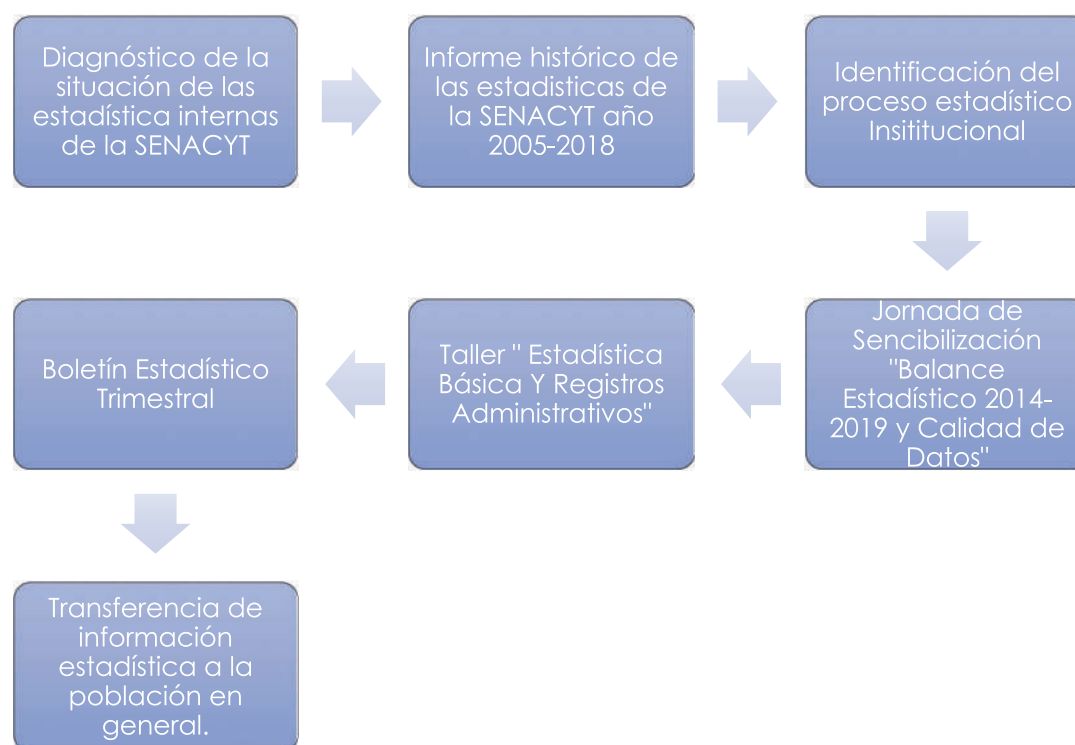 Diagnóstico de la
situación de las
estadística internas
de la SENACYT
Informe histórico de
las estadisticas de
la SENACYT año
2005-2018
Identificación del
proceso estadístico
Insititucional
Jornada de
Sencibilización
"Balance
Estadístico 2014-
2019 y Calidad de
Datos"
Taller " Estadística
Básica Y Registros
Administrativos"
Boletín Estadístico
Trimestral
Transferencia de
información
estadística a la
población en
general.